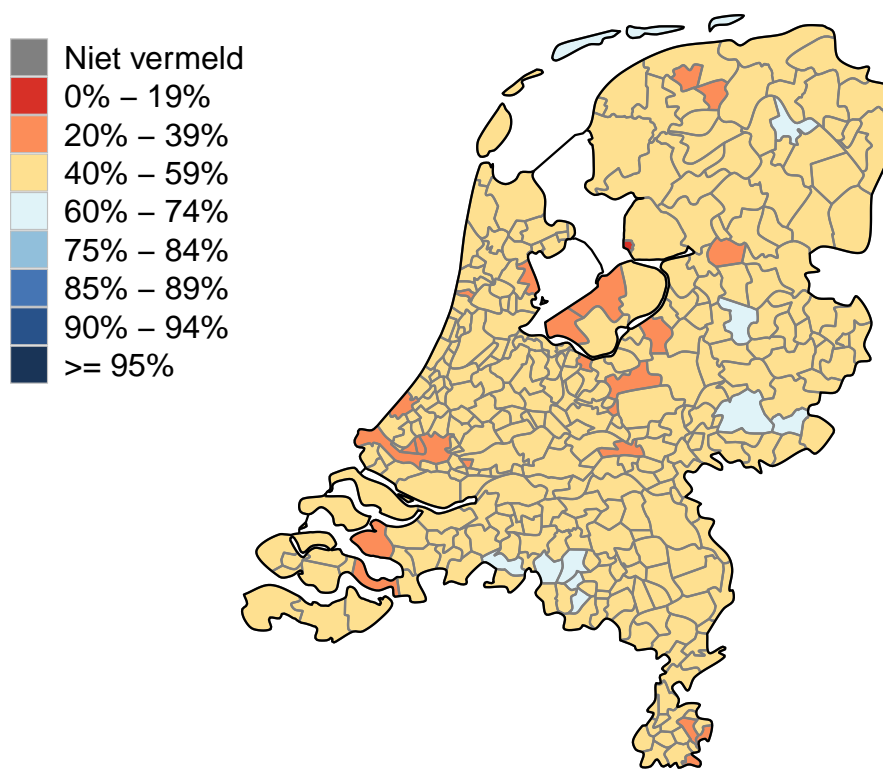 Niet vermeld
0% – 19%
20% – 39%
40% – 59%
60% – 74%
75% – 84%
85% – 89%
90% – 94%
>= 95%